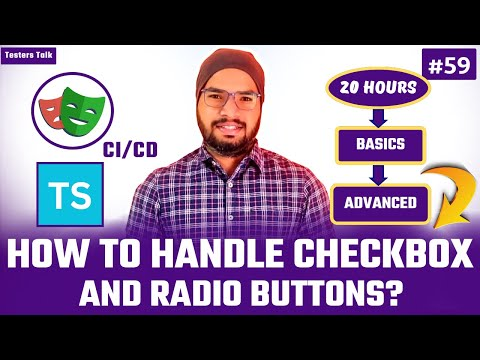 Testers Talk
#59
20 HOURS
CI/CD
BASICS
TS
ADVANCED
HOW TO HANDLE CHECKBOX
AND RADIO BUTTONS?